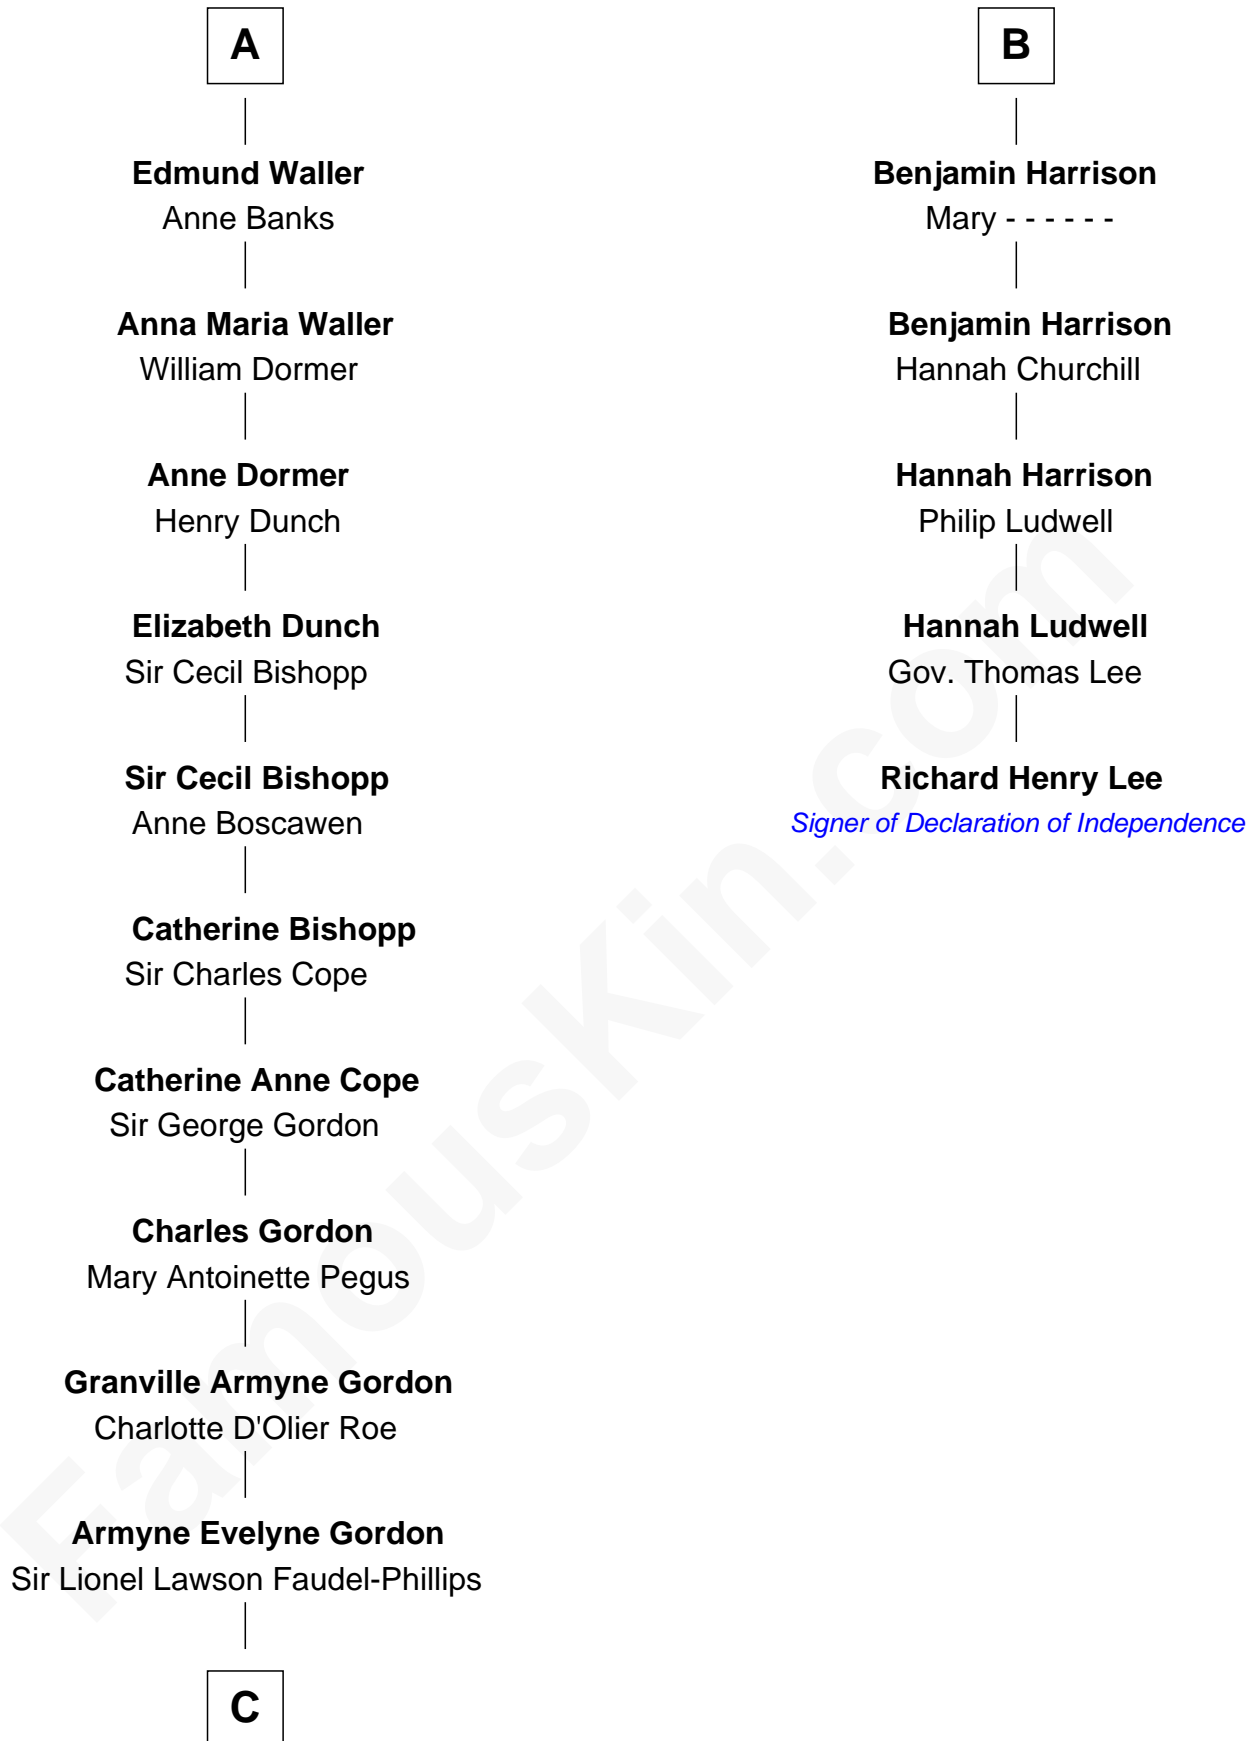 A
Edmund Waller
Anne Banks
Anna Maria Waller
William Dormer
Anne Dormer
Henry Dunch
Elizabeth Dunch
Sir Cecil Bishopp
Sir Cecil Bishopp
Anne Boscawen
Catherine Bishopp
Sir Charles Cope
Catherine Anne Cope
Sir George Gordon
Charles Gordon
Mary Antoinette Pegus
Granville Armyne Gordon
Charlotte D'Olier Roe
Armyne Evelyne Gordon
Sir Lionel Lawson Faudel-Phillips
C
B
Benjamin Harrison
Mary - - - - - -
Benjamin Harrison
Hannah Churchill
Hannah Harrison
Philip Ludwell
Hannah Ludwell
Gov. Thomas Lee
Richard Henry Lee
Signer of Declaration of Independence
FamousKin.com